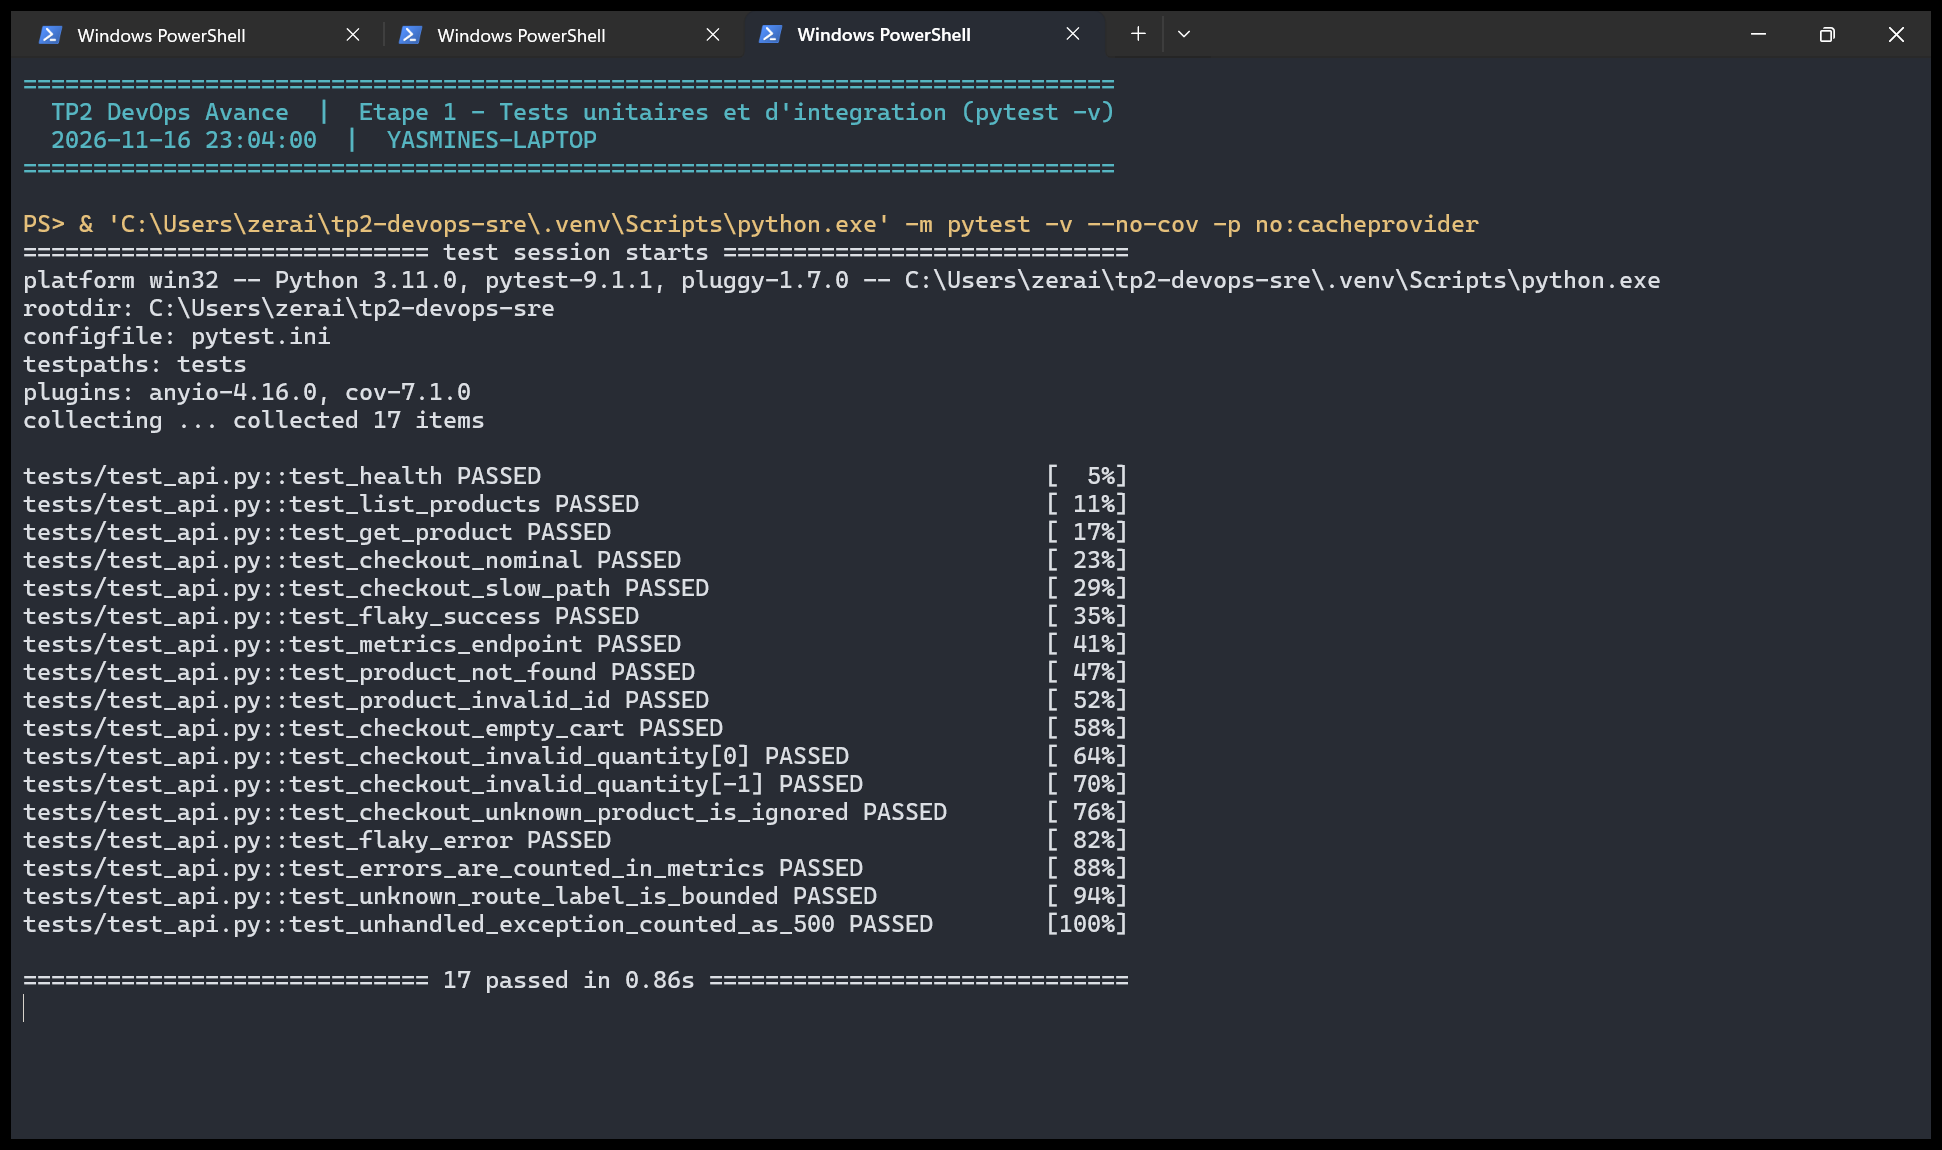 Windows PowerShell
Windows PowerShell
Windows PowerShell
==============================================================================
TP2 DevOps Avance | Etape 1 - Tests unitaires et d'integration (pytest -v)
2026-11-16 23:04:00 | YASMINES-LAPTOP
==============================================================================
PS> & 'C:\Users\zerai\tp2-devops-sre\.venv\Scripts\python.exe' -m pytest -v --no-cov -p no:cacheprovider
============================= test session starts =============================
platform win32 -- Python 3.11.0, pytest-9.1.1, pluggy-1.7.0 -- C:\Users\zerai\tp2-devops-sre\.venv\Scripts\python.exe
rootdir: C:\Users\zerai\tp2-devops-sre
configfile: pytest.ini
testpaths: tests
plugins: anyio-4.16.0, cov-7.1.0
collecting ... collected 17 items
tests/test_api.py::test_health PASSED [  5%]
tests/test_api.py::test_list_products PASSED [ 11%]
tests/test_api.py::test_get_product PASSED [ 17%]
tests/test_api.py::test_checkout_nominal PASSED [ 23%]
tests/test_api.py::test_checkout_slow_path PASSED [ 29%]
tests/test_api.py::test_flaky_success PASSED [ 35%]
tests/test_api.py::test_metrics_endpoint PASSED [ 41%]
tests/test_api.py::test_product_not_found PASSED [ 47%]
tests/test_api.py::test_product_invalid_id PASSED [ 52%]
tests/test_api.py::test_checkout_empty_cart PASSED [ 58%]
tests/test_api.py::test_checkout_invalid_quantity[0] PASSED [ 64%]
tests/test_api.py::test_checkout_invalid_quantity[-1] PASSED [ 70%]
tests/test_api.py::test_checkout_unknown_product_is_ignored PASSED [ 76%]
tests/test_api.py::test_flaky_error PASSED [ 82%]
tests/test_api.py::test_errors_are_counted_in_metrics PASSED [ 88%]
tests/test_api.py::test_unknown_route_label_is_bounded PASSED [ 94%]
tests/test_api.py::test_unhandled_exception_counted_as_500 PASSED [100%]
============================= 17 passed in 0.86s ==============================